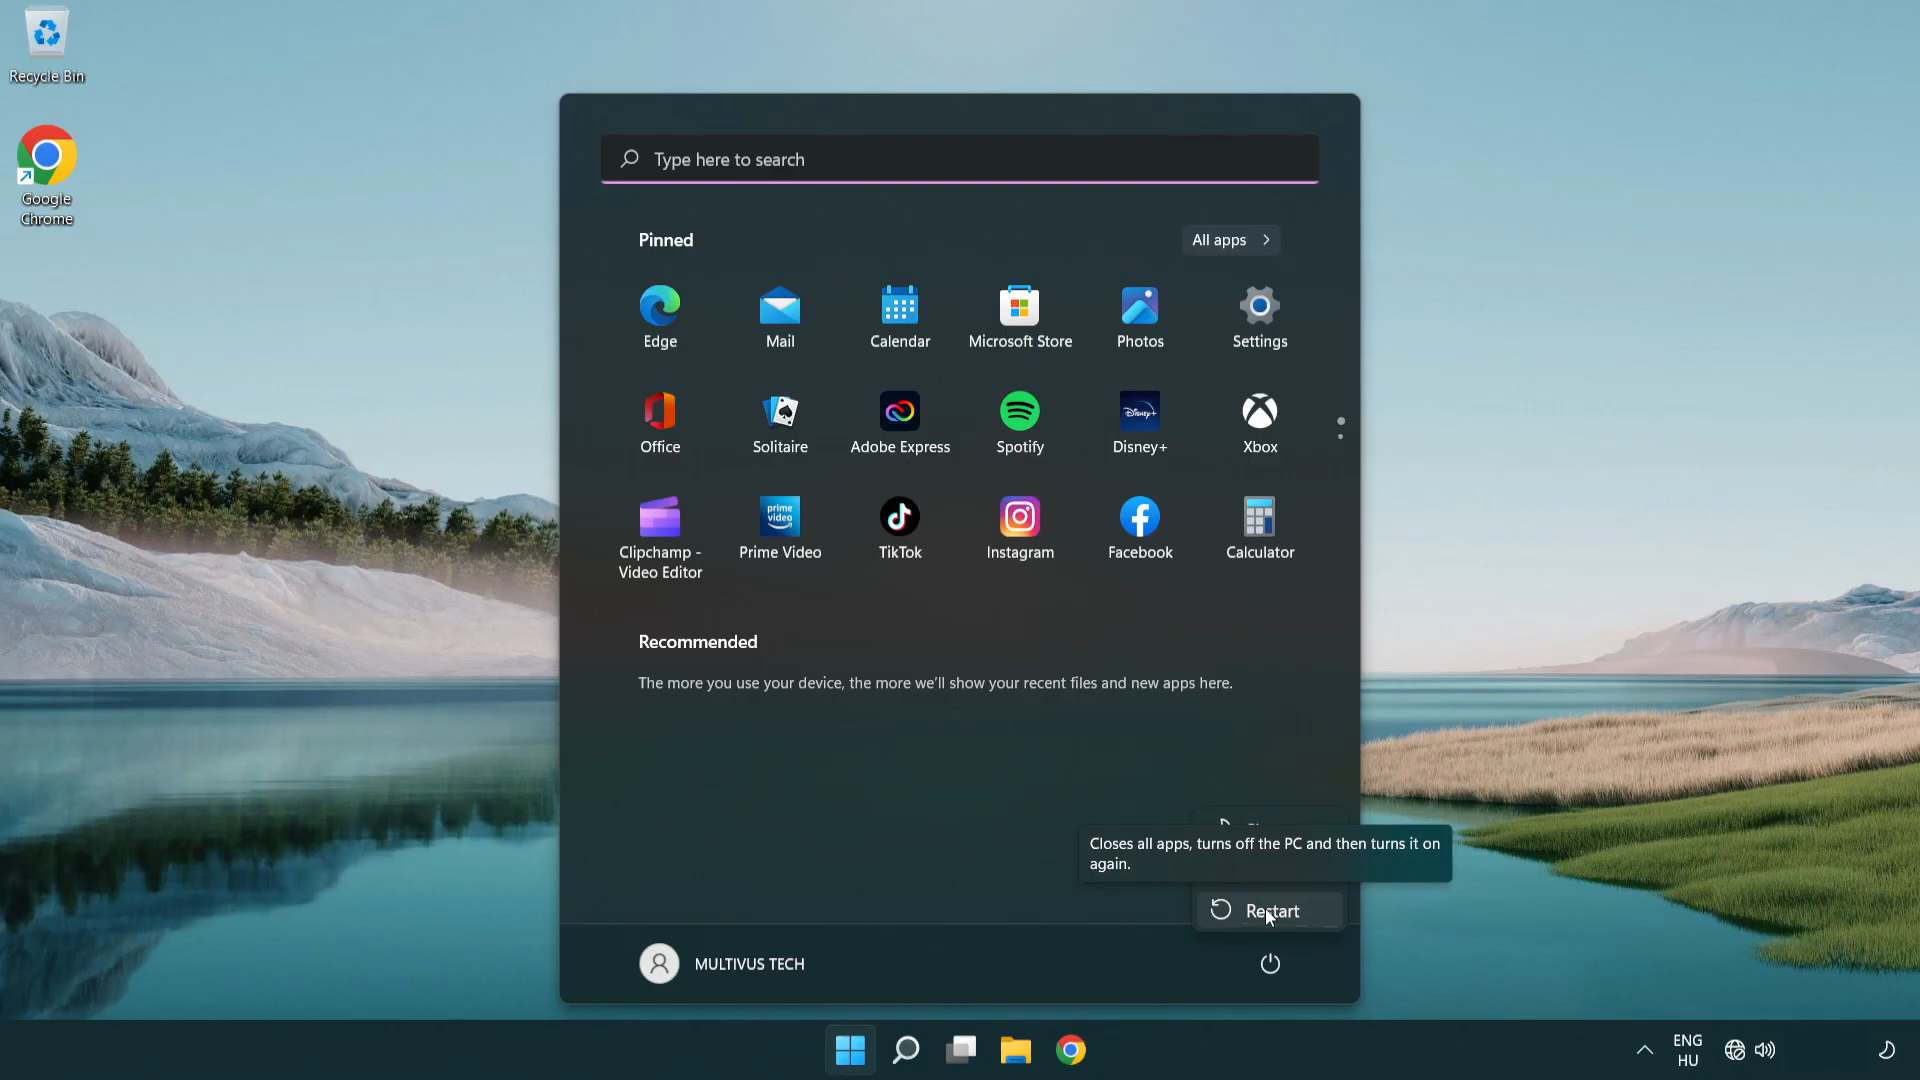 Recycle Bin
Google
Chrome
Type here to search
Pinned
All apps
Edge
Mail
Calendar
Microsoft Store
Photos
Settings
Office
Solitaire
Adobe Express
Disney+
Spotify
Disney+
Xbox
prime
video
Clipchamp -
Video Editor
Prime Video
TikTok
Instagram
Facebook
Calculator
Recommended
The more you use your device, the more we'll show your recent files and new apps here.
Closes all apps, turns off the PC and then turns it on
again.
Restart
MULTIVUS TECH
ENG
HU